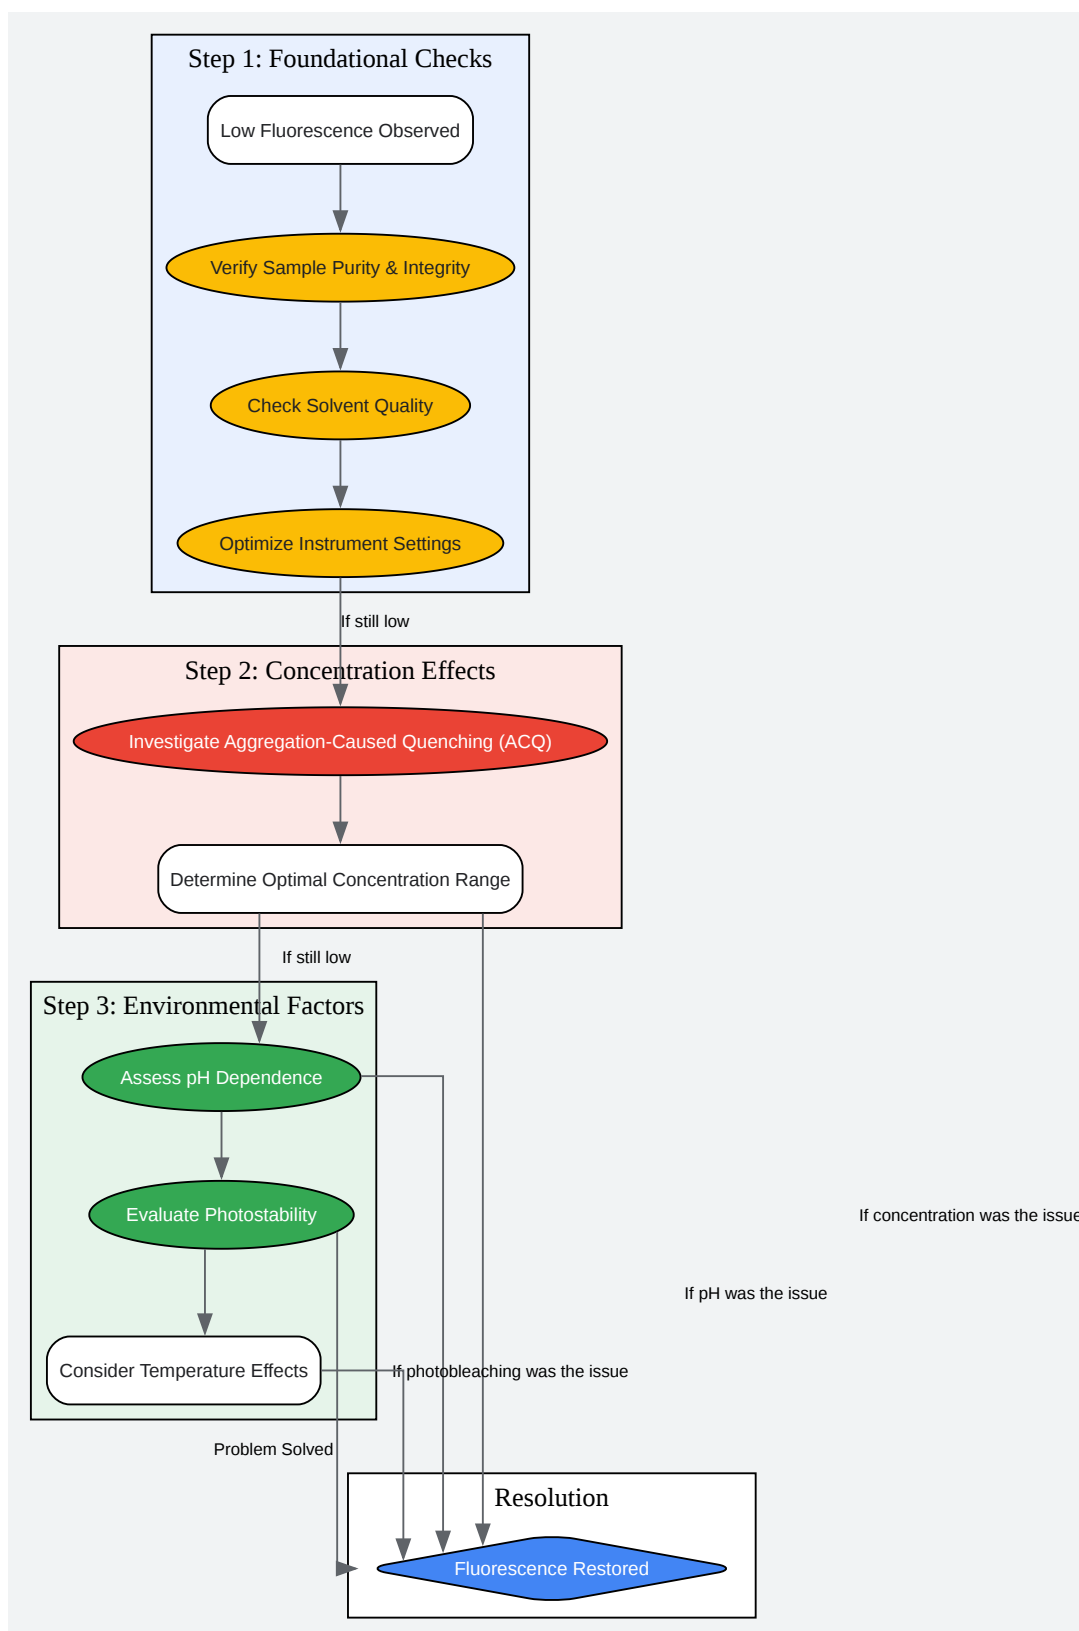 Step 1: Foundational Checks
Low Fluorescence Observed
Verify Sample Purity & Integrity
Check Solvent Quality
Optimize Instrument Settings
If still low
Step 2: Concentration Effects
Investigate Aggregation-Caused Quenching (ACQ)
Determine Optimal Concentration Range
If still low
Step 3: Environmental Factors
Assess pH Dependence
Evaluate Photostability
If concentration was the issue
If pH was the issue
Consider Temperature Effects
If photobleaching was the issue
Problem Solved
Resolution
Fluorescence Restored